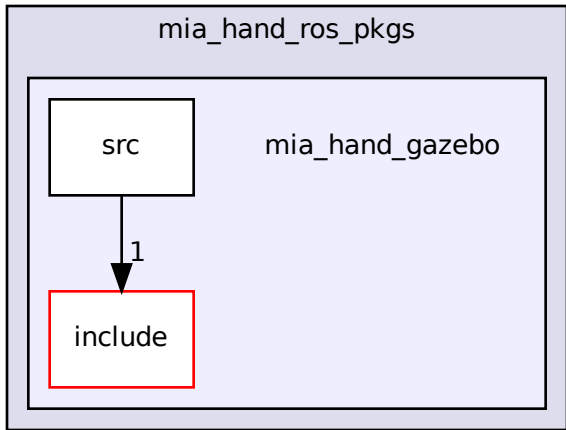 mia_hand_ros_pkgs
src
mia_hand_gazebo
1
include